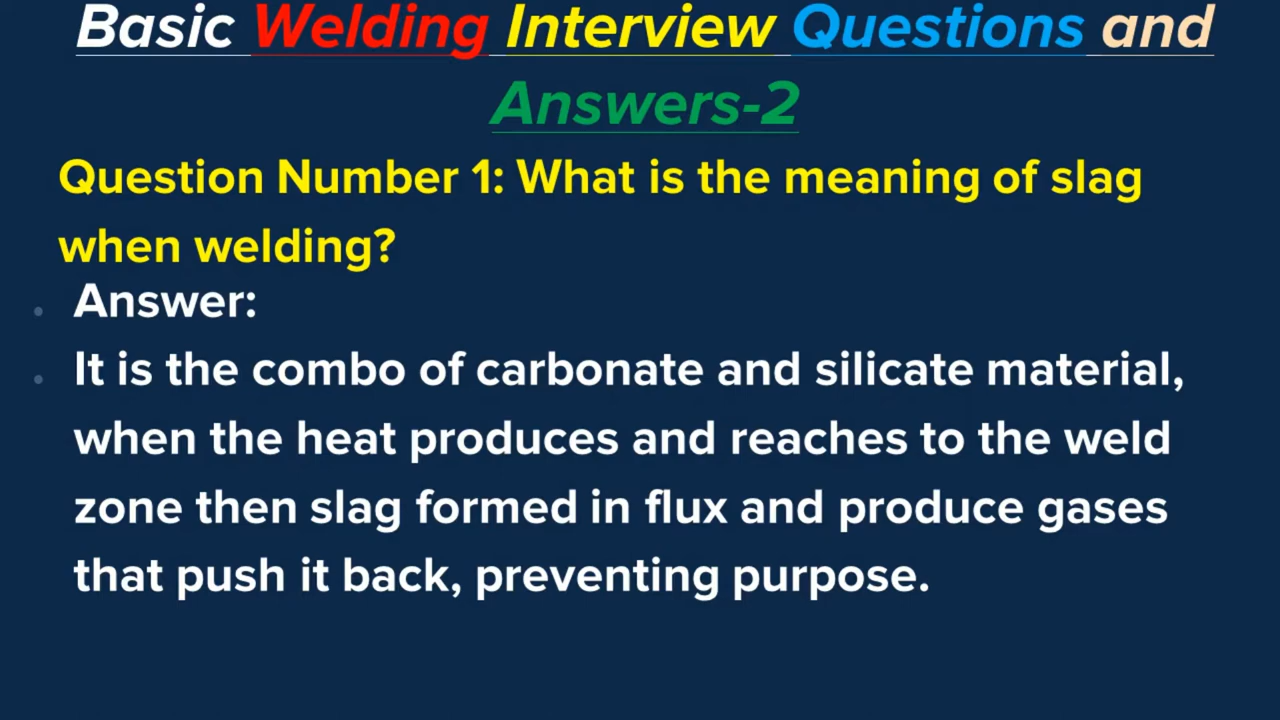 Basic Welding Interview Questions and
Answers-2
Question Number 1: What is the meaning of slag
when welding?
Answer:
It is the combo of carbonate and silicate material,
when the heat produces and reaches to the weld
zone then slag formed in flux and produce gases
that push it back, preventing purpose.